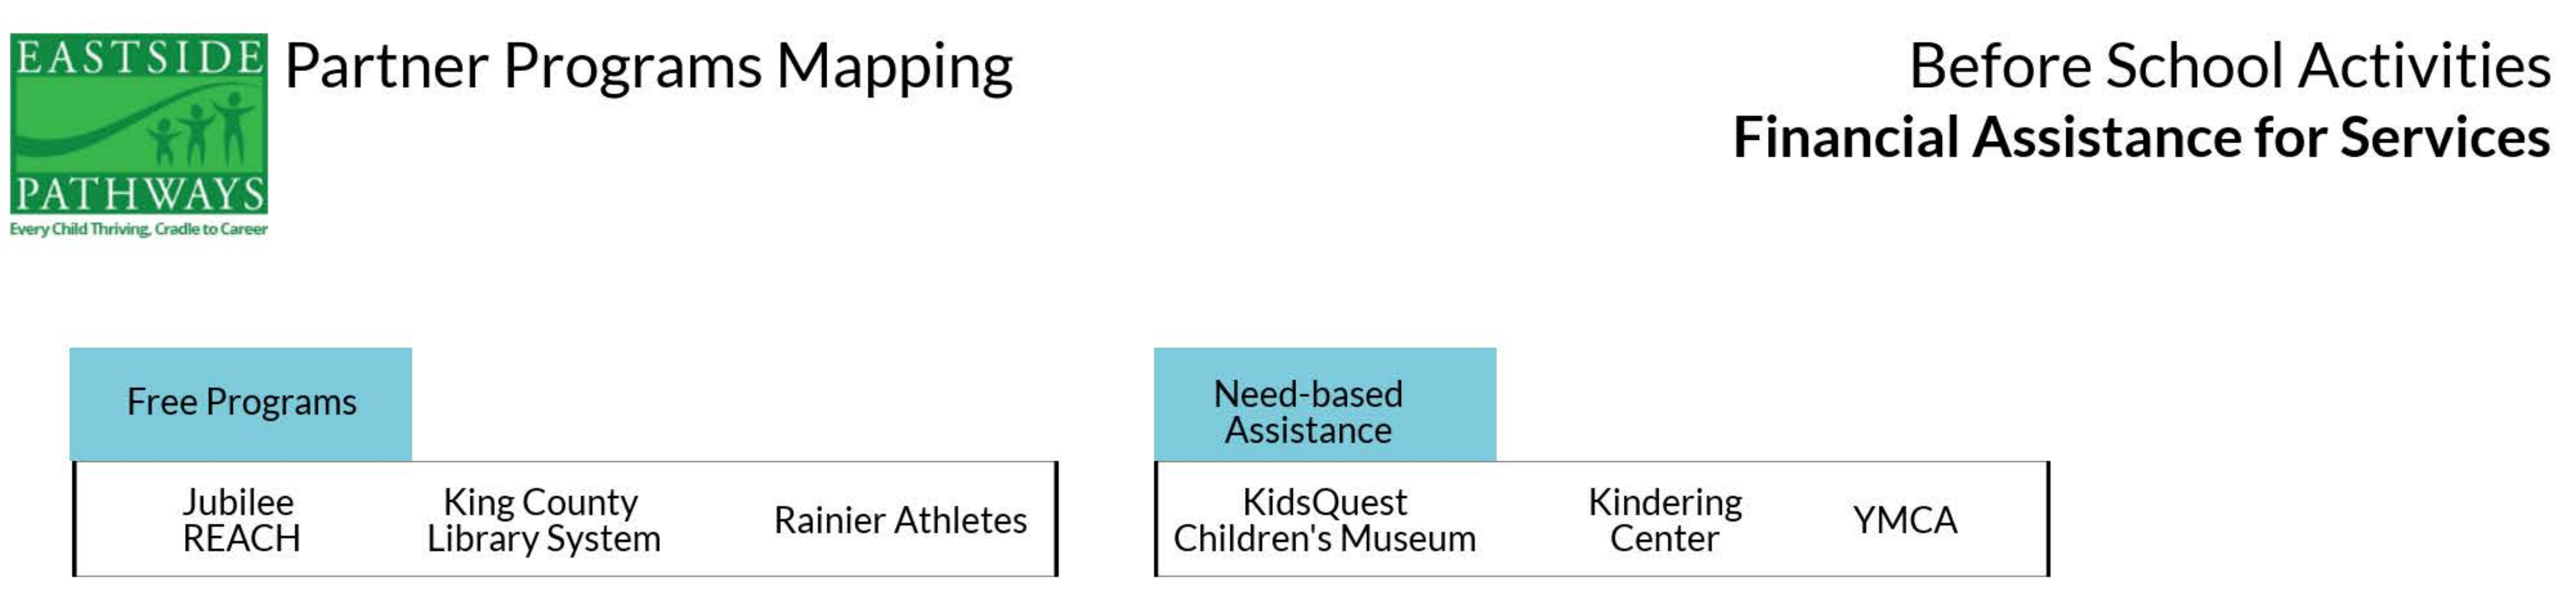 EASTSIDE
PATHWAYS
Every Child Thriving, Cradle to Career
Partner Programs Mapping
Before School Activities
Financial Assistance for Services
Free Programs
Jubilee
REACH
King County
Library System
Rainier Athletes
Need-based
Assistance
KidsQuest
Children's Museum
Kindering
Center
YMCA